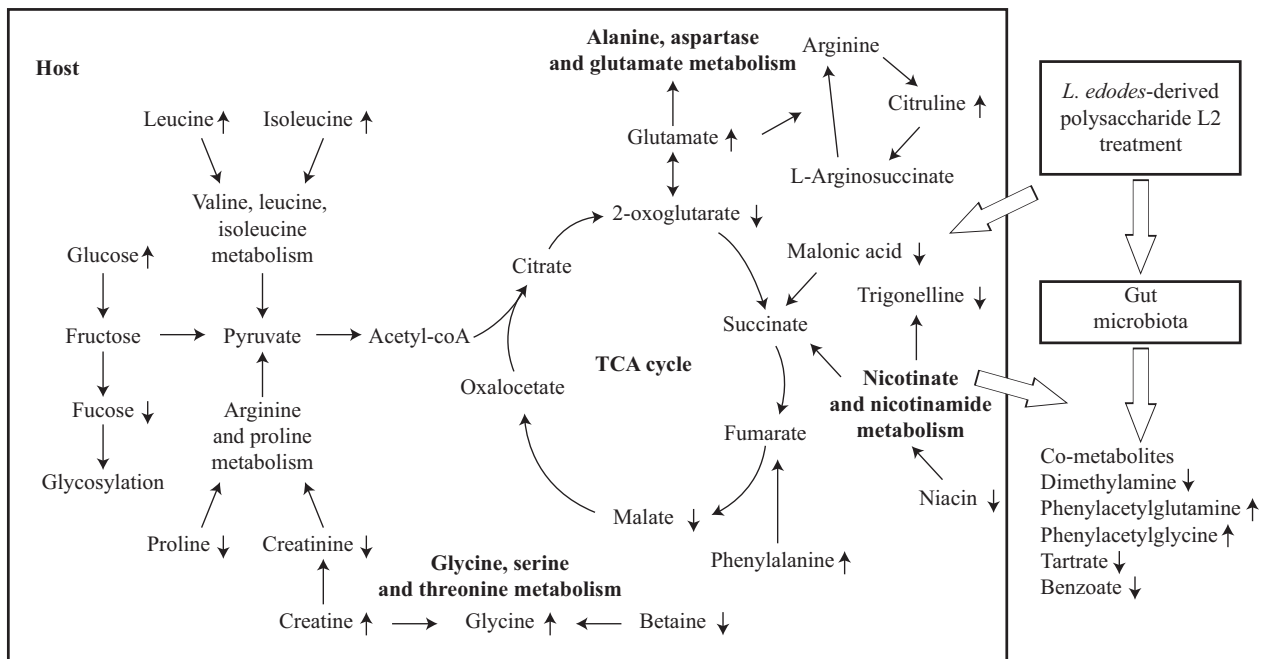 Host
Alanine, aspartase
and glutamate metabolism
Arginine
Citruline
L-Arginosuccinate
Glutamate
2-oxoglutarate
Leucine
Isoleucine
Valine, leucine,
isoleucine
metabolism
Glucose
Fructose
Fucose
Glycosylation
Pyruvate
Acetyl-coA
Citrate
Oxalocetate
TCA cycle
Malonic acid
Trigonelline
Succinate
Nicotinate
and nicotinamide
metabolism
Niacin
Fumarate
Malate
Phenylalanine
Arginine
and proline
metabolism
Proline
Creatinine
Glycine, serine
and threonine metabolism
Creatine
Glycine
Betaine
L. edodes-derived
polysaccharide L2
treatment
Gut
microbiota
Co-metabolites
Dimethylamine
Phenylacetylglutamine
Phenylacetylglycine
Tartrate
Benzoate